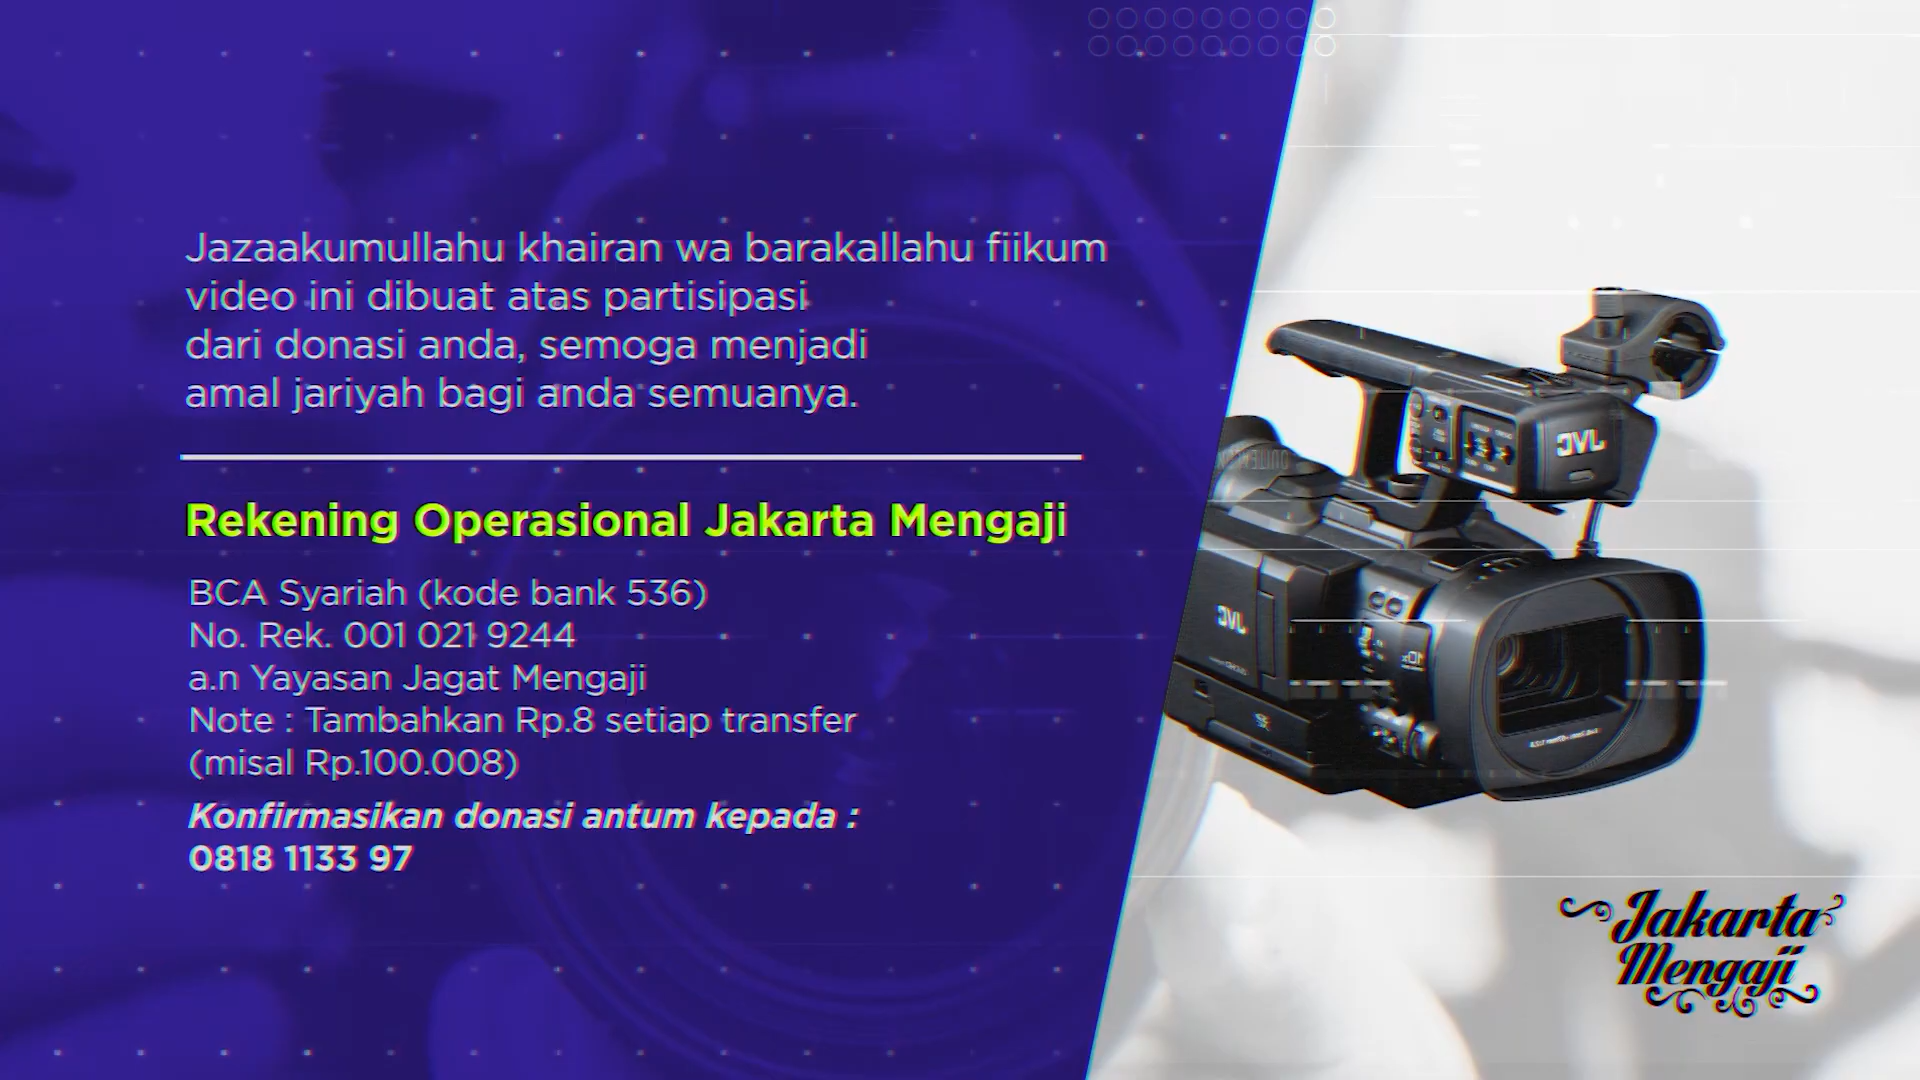 Jazaakumullahu khairan wa barakallahu fiikum
video ini dibuat atas partisipasi
dari donasi anda, semoga menjadi
amal jariyah bagi anda semuanya.
Rekening Operasional Jakarta Mengaji
BCA Syariah (kode bank 536)
No. Rek. 001 021 9244
a.n Yayasan Jagat Mengaji
Note : Tambahkan Rp.8 setiap transfer
(misal Rp.100.008)
Konfirmasikan donasi antum kepada :
0818 1133 97
Jakarta
Mengaji